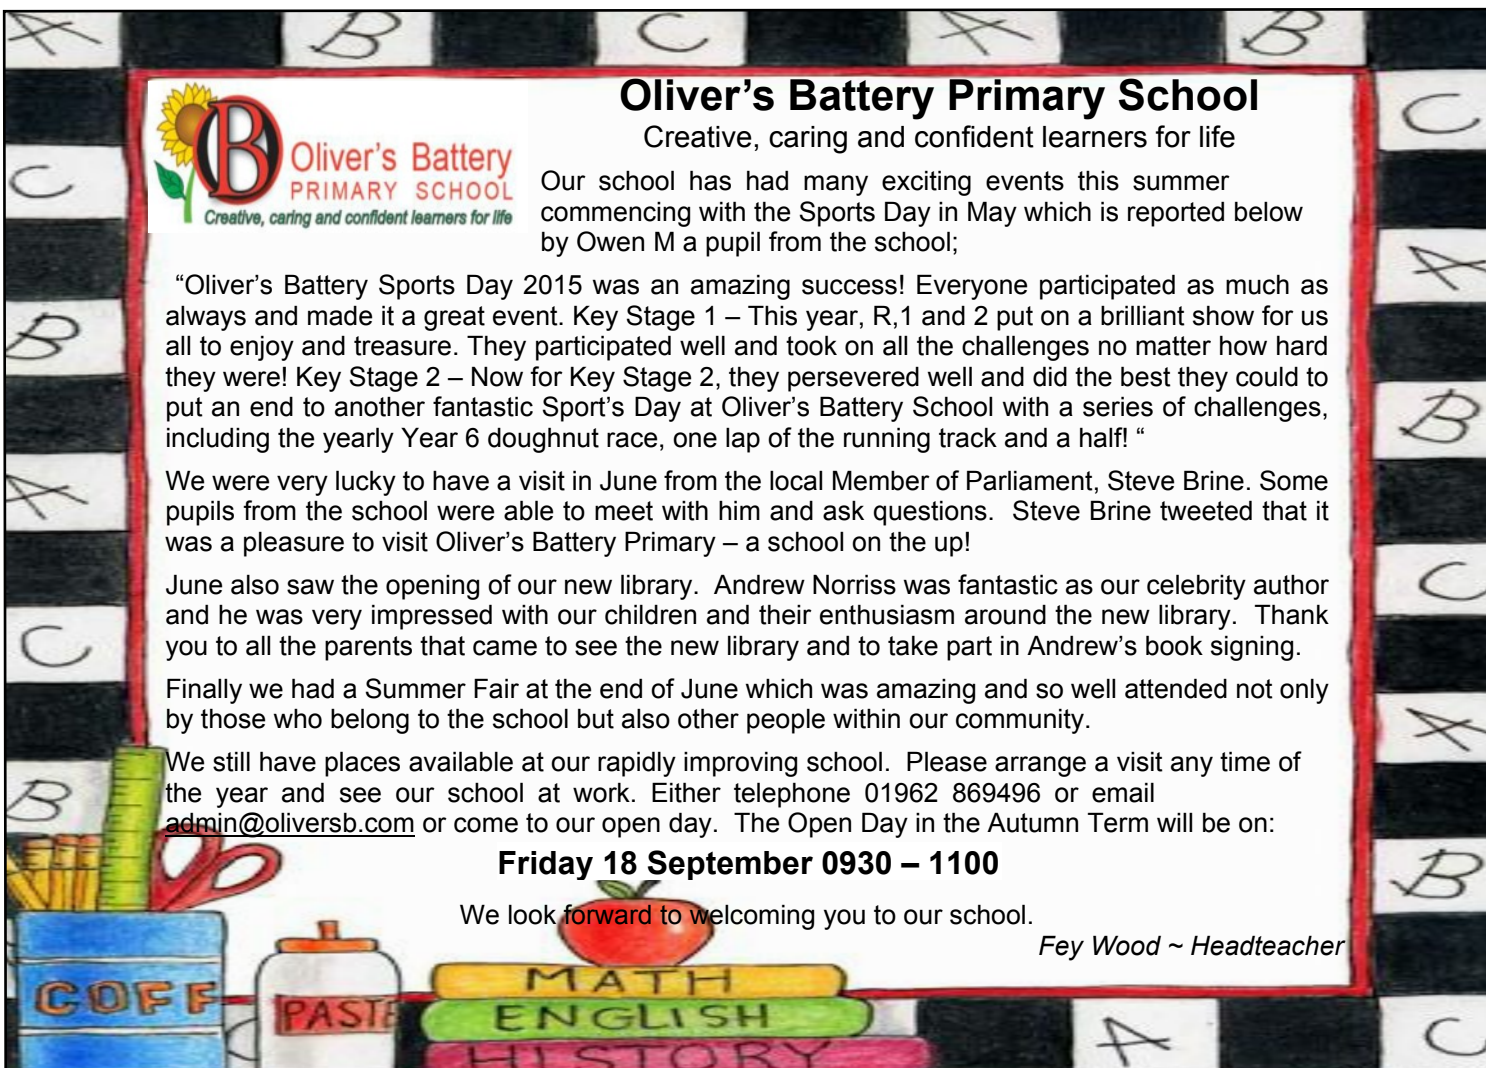 A B C A B
Oliver's Battery
PRIMARY SCHOOL
Creative, caring and confident learners for life
Oliver's Battery Primary School
Creative, caring and confident learners for life
Our school has had many exciting events this summer
commencing with the Sports Day in May which is reported below
by Owen M a pupil from the school;
“Oliver's Battery Sports Day 2015 was an amazing success! Everyone participated as much as
always and made it a great event. Key Stage 1 – This year, R,1 and 2 put on a brilliant show for us
all to enjoy and treasure. They participated well and took on all the challenges no matter how hard
they were! Key Stage 2 – Now for Key Stage 2, they persevered well and did the best they could to
put an end to another fantastic Sport's Day at Oliver's Battery School with a series of challenges,
including the yearly Year 6 doughnut race, one lap of the running track and a half! “
We were very lucky to have a visit in June from the local Member of Parliament, Steve Brine. Some
pupils from the school were able to meet with him and ask questions. Steve Brine tweeted that it
was a pleasure to visit Oliver's Battery Primary – a school on the up!
June also saw the opening of our new library. Andrew Norriss was fantastic as our celebrity author
and he was very impressed with our children and their enthusiasm around the new library. Thank
you to all the parents that came to see the new library and to take part in Andrew's book signing.
Finally we had a Summer Fair at the end of June which was amazing and so well attended not only
by those who belong to the school but also other people within our community.
We still have places available at our rapidly improving school. Please arrange a visit any time of
the year and see our school at work. Either telephone 01962 869496 or email
admin@oliversb.com or come to our open day. The Open Day in the Autumn Term will be on:
Friday 18 September 0930 – 1100
We look forward to welcoming you to our school.
Fey Wood ~ Headteacher
C
B
A
C
B
C
A
B
C
A
B
C
A
COFF
PASTE
MATH
ENGLISH
HISTORY